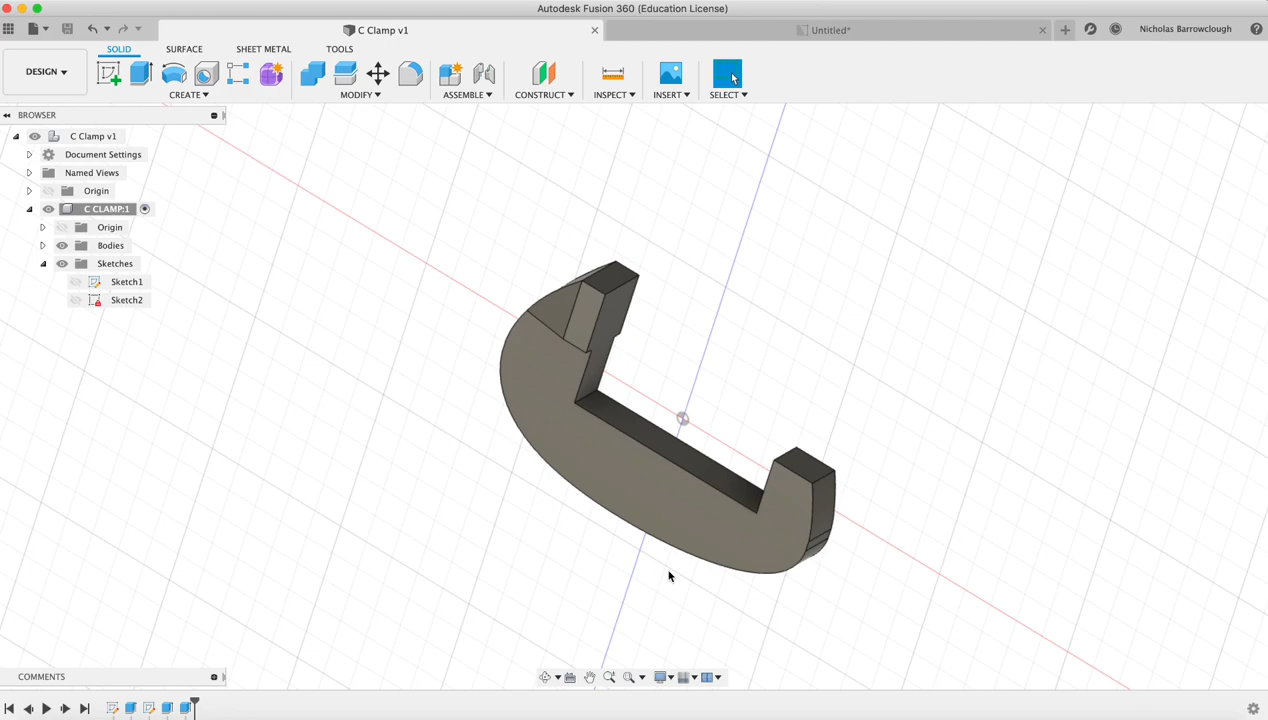 Autodesk Fusion 360 (Education License)
C Clamp v1
Untitled*
Nicholas Barrowclough
DESIGN
SOLID SURFACE SHEET METAL TOOLS
CREATE MODIFY ASSEMBLE CONSTRUCT INSPECT INSERT SELECT
BROWSER
C Clamp v1
Document Settings
Named Views
Origin
C CLAMP:1
Origin
Bodies
Sketches
Sketch1
Sketch2
COMMENTS